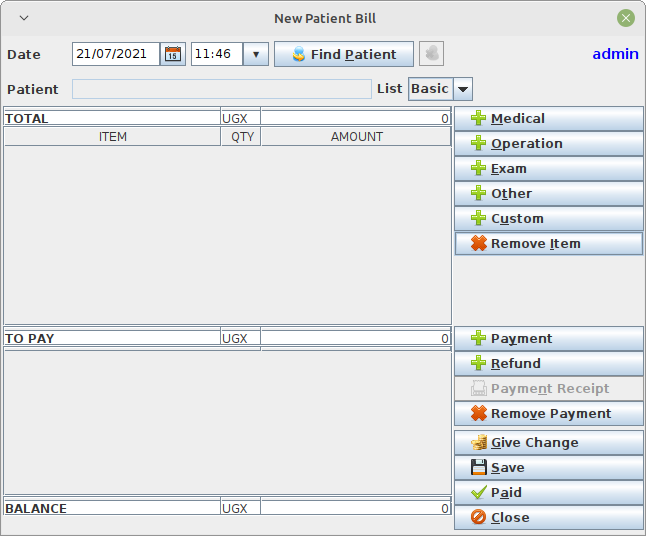 New Patient Bill
Date 21/07/2021 15 11:46 Find Patient admin
Patient List Basic
TOTAL UGX 0
ITEM QTY AMOUNT
Medical
Operation
Exam
Other
Custom
Remove Item
TO PAY UGX 0
Payment
Refund
Payment Receipt
Remove Payment
Give Change
Save
Paid
BALANCE UGX 0
Close